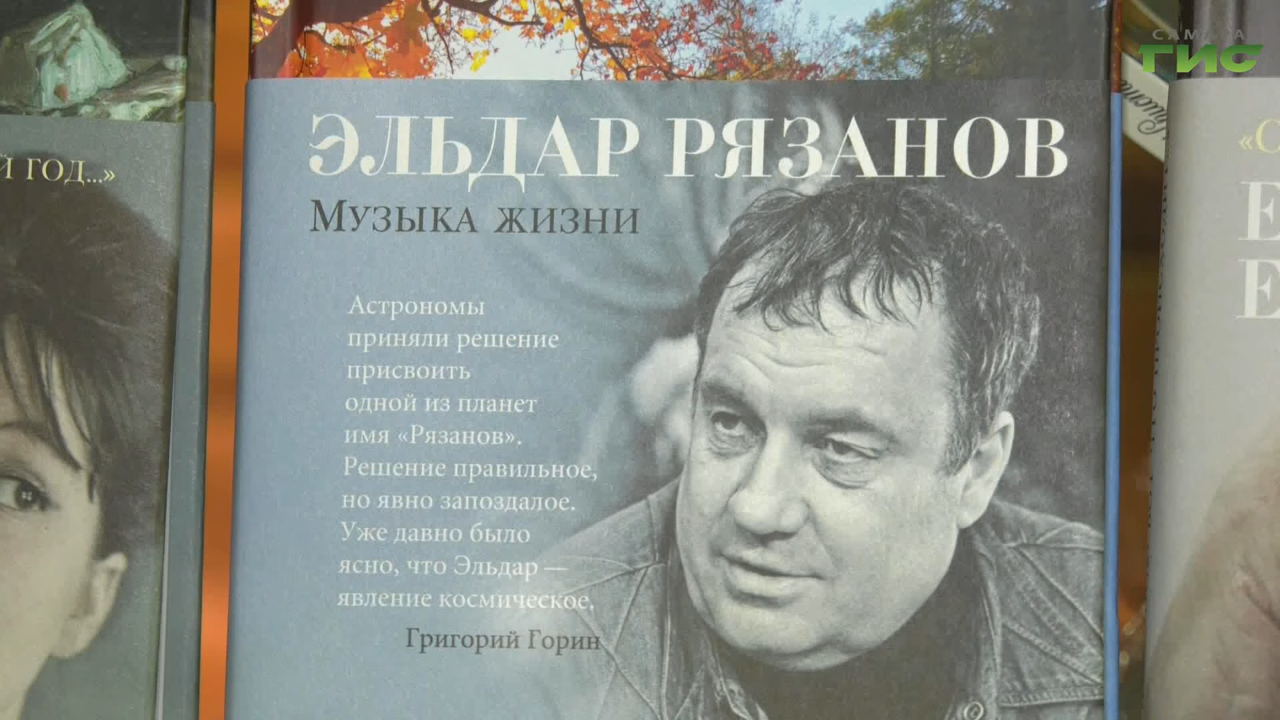 САМАРА
ГИС
Й ГОД...»
ЭЛЬДАР РЯЗАНОВ
МУЗЫКА ЖИЗНИ
Астрономы
приняли решение
присвоить
одной из планет
имя «Рязанов».
Решение правильное,
но явно запоздалое.
Уже давно было
ясно, что Эльдар —
явление космическое.
Григорий Горин
«С
Е
Е